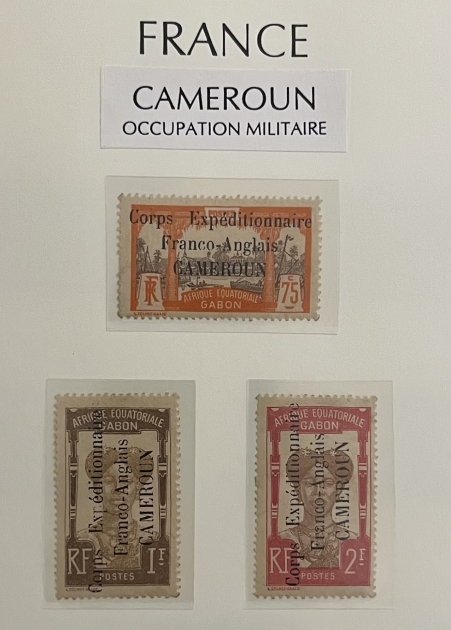 FRANCE
CAMEROUN
OCCUPATION MILITAIRE
Corps Expéditionnaire
Franco-Anglais
CAMEROUN
RF
c
75
AFRIQUE EQUATORIALE
GABON
AFRIQUE EQUATORIALE
GABON
Corps Expéditionnaire
Franco-Anglais
CAMEROUN
RF
1F
POSTES
AFRIQUE EQUATORIALE
GABON
Corps Expéditionnaire
Franco-Anglais
CAMEROUN
RF
2F
POSTES